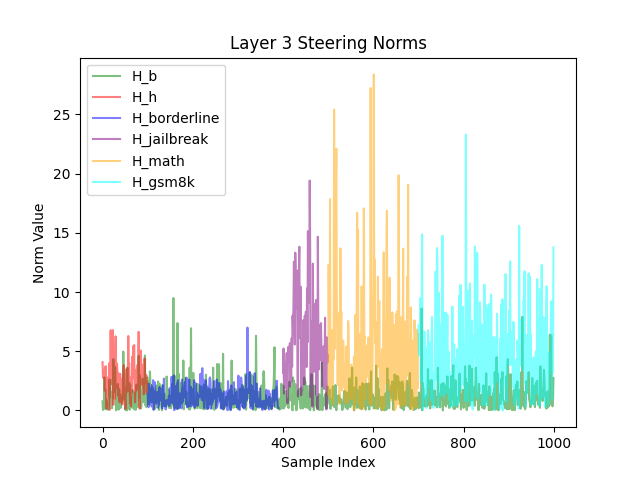 Layer 3 Steering Norms
H_b
H_h
H_borderline
H_jailbreak
H_math
H_gsm8k
Norm Value
25
20
15
10
5
0
0 200 400 600 800 1000
Sample Index